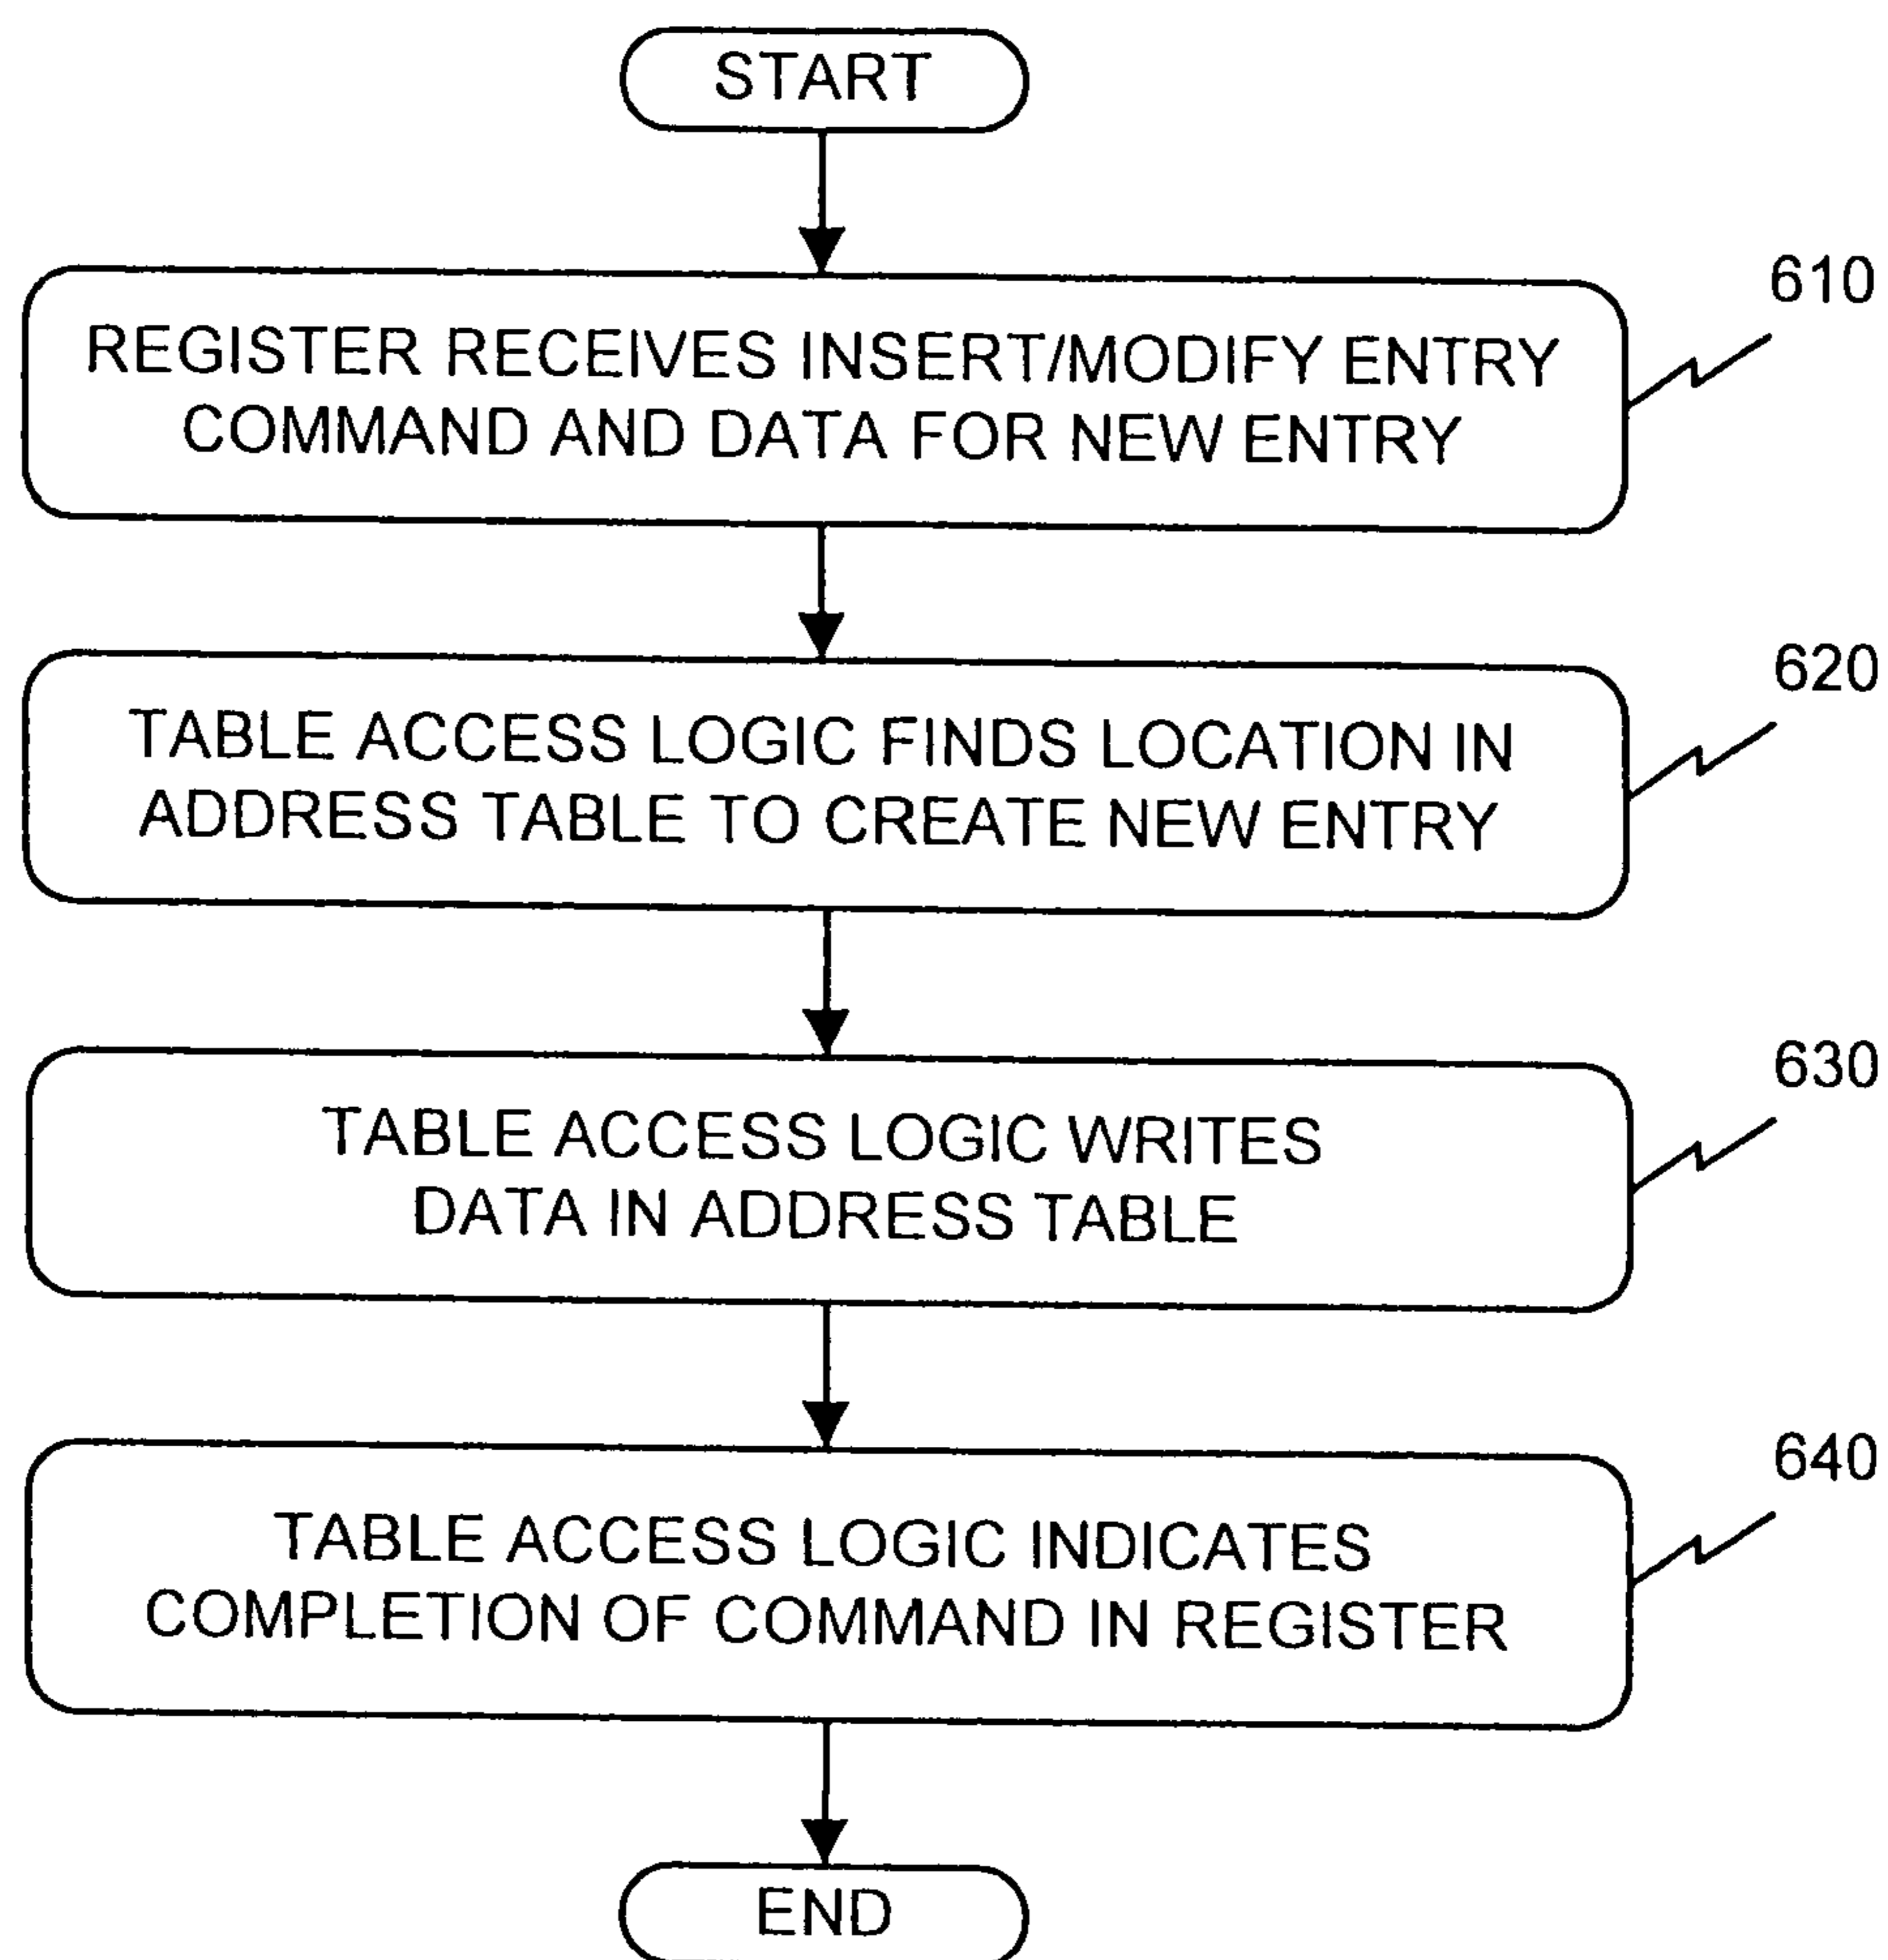 START
610
REGISTER RECEIVES INSERT/MODIFY ENTRY
COMMAND AND DATA FOR NEW ENTRY
620
TABLE ACCESS LOGIC FINDS LOCATION IN
ADDRESS TABLE TO CREATE NEW ENTRY
630
TABLE ACCESS LOGIC WRITES
DATA IN ADDRESS TABLE
640
TABLE ACCESS LOGIC INDICATES
COMPLETION OF COMMAND IN REGISTER
END